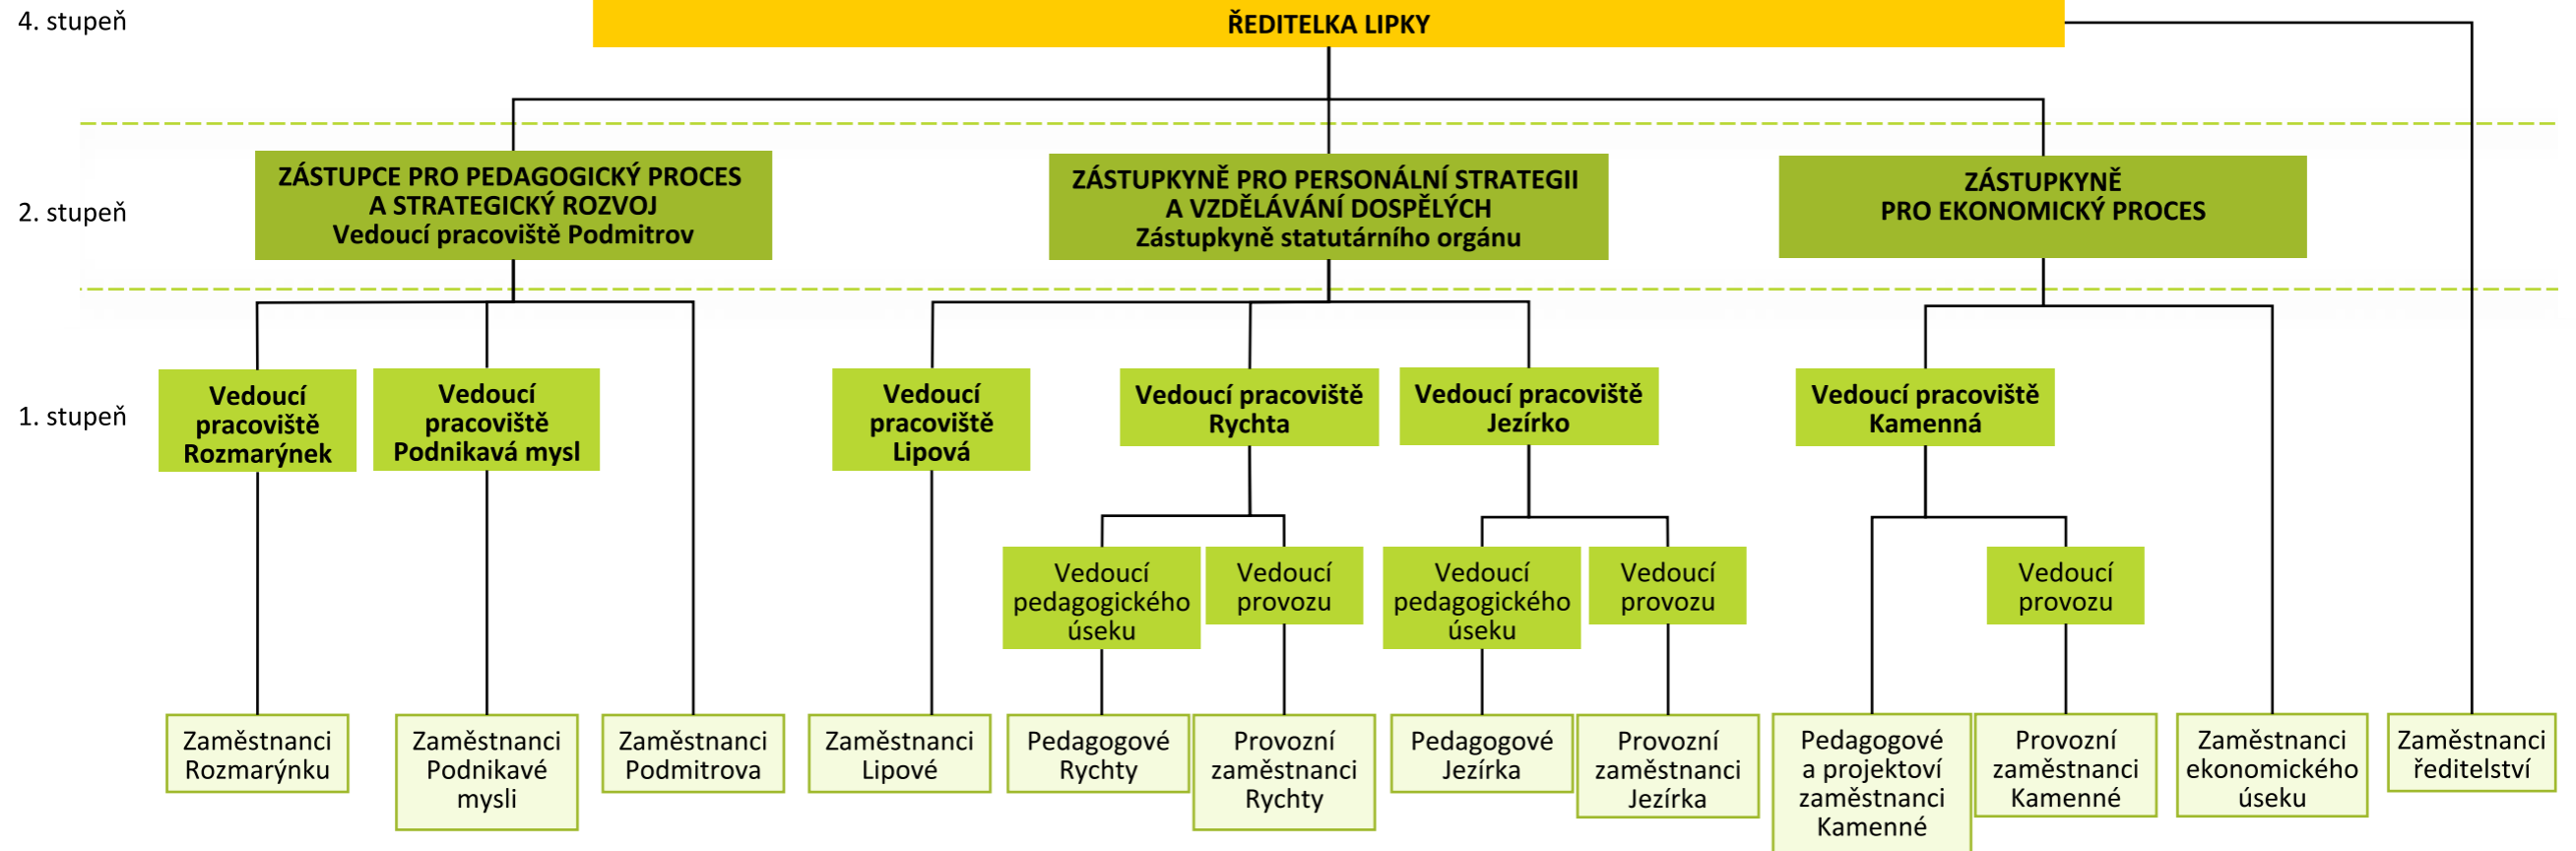 4. stupeň
ŘEDITELKA LIPKY
2. stupeň
ZÁSTUPCE PRO PEDAGOGICKÝ PROCES
A STRATEGICKÝ ROZVOJ
Vedoucí pracoviště Podmitrov
ZÁSTUPKYNĚ PRO PERSONÁLNÍ STRATEGII
A VZDĚLÁVÁNÍ DOSPĚLÝCH
Zástupkyně statutárního orgánu
ZÁSTUPKYNĚ
PRO EKONOMICKÝ PROCES
1. stupeň
Vedoucí
pracoviště
Rozmarýnek
Vedoucí
pracoviště
Podnikavá mysl
Vedoucí
pracoviště
Lipová
Vedoucí pracoviště
Rychta
Vedoucí pracoviště
Jezírko
Vedoucí pracoviště
Kamenná
Vedoucí
pedagogického
úseku
Vedoucí
provozu
Vedoucí
pedagogického
úseku
Vedoucí
provozu
Vedoucí
provozu
Zaměstnanci
Rozmarýnku
Zaměstnanci
Podnikavé
mysli
Zaměstnanci
Podmitrova
Zaměstnanci
Lipové
Pedagogové
Rychty
Provozní
zaměstnanci
Rychty
Pedagogové
Jezírka
Provozní
zaměstnanci
Jezírka
Pedagogové
a projektoví
zaměstnanci
Kamenné
Provozní
zaměstnanci
Kamenné
Zaměstnanci
ekonomického
úseku
Zaměstnanci
ředitelství